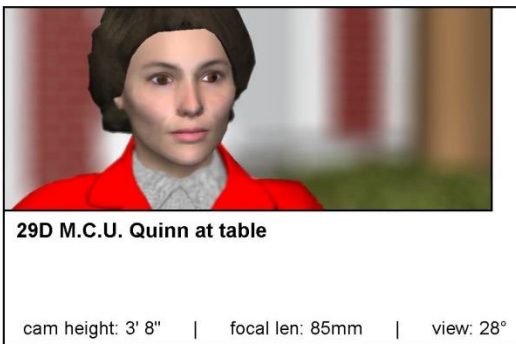 29D M.C.U. Quinn at table
cam height: 3' 8" | focal len: 85mm | view: 28°